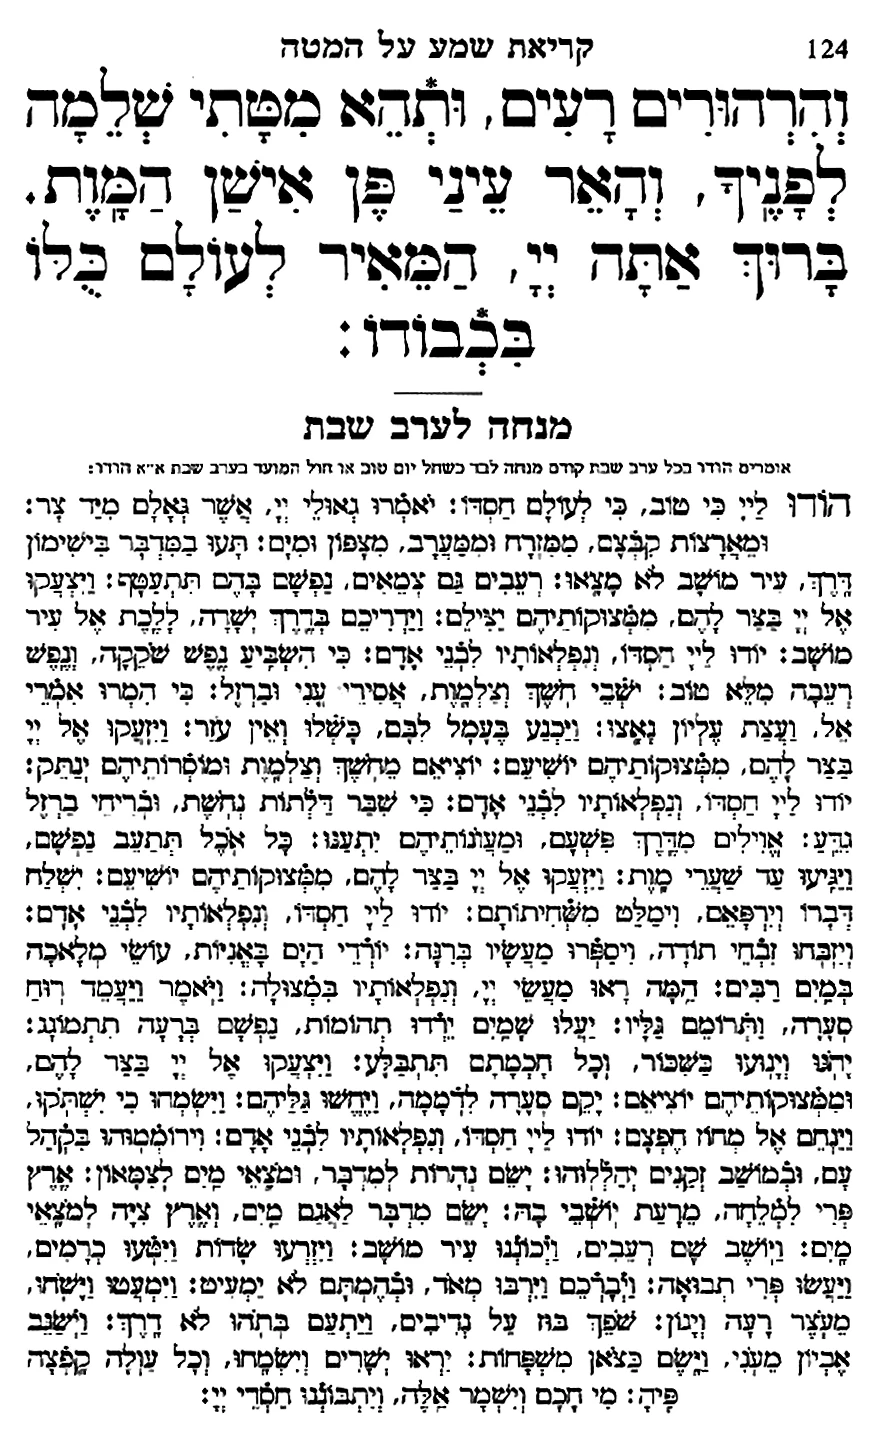 קריאת שמע על המטה 124
וְהִרְהוּרִים רָעִים, וּתְ֯הֵא מִטָּתִי שְׁלֵמָה
לְפָנֶיךָ, וְהָאֵר עֵינַי פֶּן אִישַׁן הַמָּוֶת.
בָּרוּךְ אַתָּה יְיָ, הַמֵּאִיר לְעוֹלָם כֻּלּוֹ
בִּכְ֯בוֹדוֹ:
מנחה לערב שבת
אומרים הודו בכל ערב שבת קודם מנחה לבד כשחל יום טוב או חול המועד בערב שבת א״א הודו:
הוֹדוּ לַייָ כִּי טוֹב, כִּי לְעוֹלָם חַסְדּוֹ: יֹאמְרוּ גְאוּלֵי יְיָ, אֲשֶׁר גְּאָלָם מִיַּד צָר:
וּמֵאֲרָצוֹת קִבְּצָם, מִמִּזְרָח וּמִמַּעֲרָב, מִצָּפוֹן וּמִיָּם: תָּעוּ בַמִּדְבָּר בִּישִׁימוֹן
דָּרֶךְ, עִיר מוֹשָׁב לֹא מָצָאוּ: רְעֵבִים גַּם צְמֵאִים, נַפְשָׁם בָּהֶם תִּתְעַטָּף: וַיִּצְעֲקוּ
אֶל יְיָ בַּצַּר לָהֶם, מִמְּצוּקוֹתֵיהֶם יַצִּילֵם: וַיַּדְרִיכֵם בְּדֶרֶךְ יְשָׁרָה, לָלֶכֶת אֶל עִיר
מוֹשָׁב: יוֹדוּ לַייָ חַסְדּוֹ, וְנִפְלְאוֹתָיו לִבְנֵי אָדָם: כִּי הִשְׂבִּיעַ נֶפֶשׁ שֹׁקֵקָה, וְנֶפֶשׁ
רְעֵבָה מִלֵּא טוֹב: יֹשְׁבֵי חֹשֶׁךְ וְצַלְמָוֶת, אֲסִירֵי עֳנִי וּבַרְזֶל: כִּי הִמְרוּ אִמְרֵי
אֵל, וַעֲצַת עֶלְיוֹן נָאָצוּ: וַיַּכְנַע בֶּעָמָל לִבָּם, כָּשְׁלוּ וְאֵין עֹזֵר: וַיִּזְעֲקוּ אֶל יְיָ
בַּצַּר לָהֶם, מִמְּצוּקוֹתֵיהֶם יוֹשִׁיעֵם: יוֹצִיאֵם מֵחֹשֶׁךְ וְצַלְמָוֶת וּמוֹסְרוֹתֵיהֶם יְנַתֵּק:
יוֹדוּ לַייָ חַסְדּוֹ, וְנִפְלְאוֹתָיו לִבְנֵי אָדָם: כִּי שִׁבַּר דַּלְתוֹת נְחֹשֶׁת, וּבְרִיחֵי בַרְזֶל
גִּדֵּעַ: אֱוִילִים מִדֶּרֶךְ פִּשְׁעָם, וּמֵעֲוֹנוֹתֵיהֶם יִתְעַנּוּ: כָּל אֹכֶל תְּתַעֵב נַפְשָׁם,
וַיַּגִּיעוּ עַד שַׁעֲרֵי מָוֶת: וַיִּזְעֲקוּ אֶל יְיָ בַּצַּר לָהֶם, מִמְּצוּקוֹתֵיהֶם יוֹשִׁיעֵם: יִשְׁלַח
דְּבָרוֹ וְיִרְפָּאֵם, וִימַלֵּט מִשְּׁחִיתוֹתָם: יוֹדוּ לַייָ חַסְדּוֹ, וְנִפְלְאוֹתָיו לִבְנֵי אָדָם:
וְיִזְבְּחוּ זִבְחֵי תוֹדָה, וִיסַפְּרוּ מַעֲשָׂיו בְּרִנָּה: יוֹרְדֵי הַיָּם בָּאֳנִיּוֹת, עוֹשֵׂי מְלָאכָה
בְּמַיִם רַבִּים: הֵמָּה רָאוּ מַעֲשֵׂי יְיָ, וְנִפְלְאוֹתָיו בִּמְצוּלָה: וַיֹּאמֶר וַיַּעֲמֵד רוּחַ
סְעָרָה, וַתְּרוֹמֵם גַּלָּיו: יַעֲלוּ שָׁמַיִם יֵרְדוּ תְהוֹמוֹת, נַפְשָׁם בְּרָעָה תִתְמוֹגָג:
יָחֹגּוּ וְיָנוּעוּ כַּשִּׁכּוֹר, וְכָל חָכְמָתָם תִּתְבַּלָּע: וַיִּצְעֲקוּ אֶל יְיָ בַּצַּר לָהֶם,
וּמִמְּצוּקוֹתֵיהֶם יוֹצִיאֵם: יָקֵם סְעָרָה לִדְמָמָה, וַיֶּחֱשׁוּ גַּלֵּיהֶם: וַיִּשְׂמְחוּ כִי יִשְׁתֹּקוּ,
וַיַּנְחֵם אֶל מְחוֹז חֶפְצָם: יוֹדוּ לַייָ חַסְדּוֹ, וְנִפְלְאוֹתָיו לִבְנֵי אָדָם: וִירוֹמְמוּהוּ בִּקְהַל
עָם, וּבְמוֹשַׁב זְקֵנִים יְהַלְלוּהוּ: יָשֵׂם נְהָרוֹת לְמִדְבָּר, וּמֹצָאֵי מַיִם לְצִמָּאוֹן: אֶרֶץ
פְּרִי לִמְלֵחָה, מֵרָעַת יוֹשְׁבֵי בָהּ: יָשֵׂם מִדְבָּר לַאֲגַם מַיִם, וְאֶרֶץ צִיָּה לְמֹצָאֵי
מָיִם: וַיּוֹשֶׁב שָׁם רְעֵבִים, וַיְכוֹנְנוּ עִיר מוֹשָׁב: וַיִּזְרְעוּ שָׂדוֹת וַיִּטְּעוּ כְרָמִים,
וַיַּעֲשׂוּ פְּרִי תְבוּאָה: וַיְבָרְכֵם וַיִּרְבּוּ מְאֹד, וּבְהֶמְתָּם לֹא יַמְעִיט: וַיִּמְעֲטוּ וַיָּשֹׁחוּ,
מֵעֹצֶר רָעָה וְיָגוֹן: שֹׁפֵךְ בּוּז עַל נְדִיבִים, וַיַּתְעֵם בְּתֹהוּ לֹא דָרֶךְ: וַיְשַׂגֵּב
אֶבְיוֹן מֵעֹנִי, וַיָּשֶׂם כַּצֹּאן מִשְׁפָּחוֹת: יִרְאוּ יְשָׁרִים וְיִשְׂמָחוּ, וְכָל עַוְלָה קָפְצָה
פִּיהָ: מִי חָכָם וְיִשְׁמָר אֵלֶּה, וְיִתְבּוֹנְנוּ חַסְדֵי יְיָ: